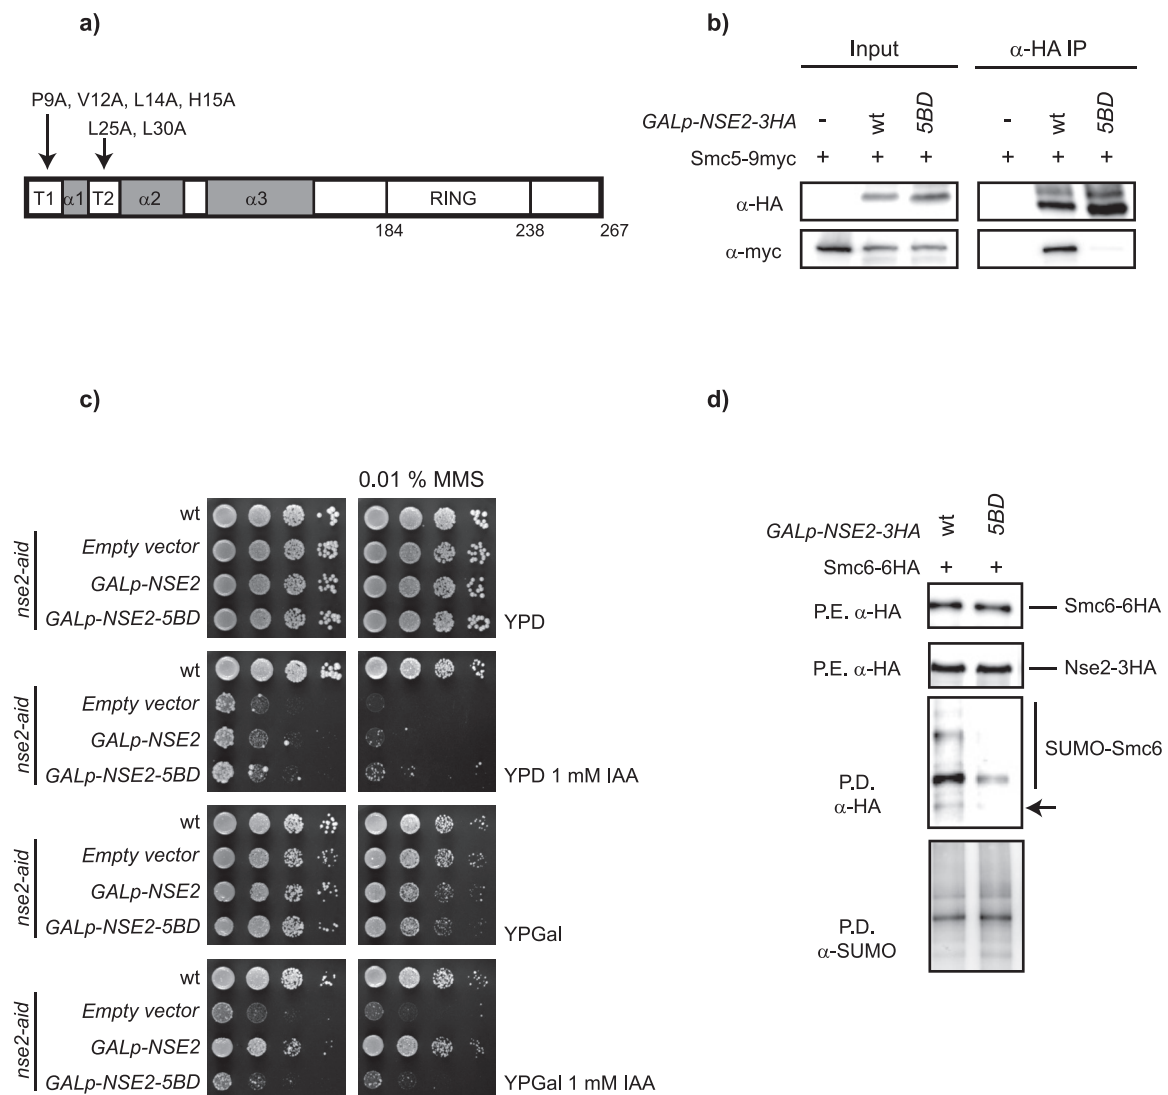 a)
P9A, V12A, L14A, H15A
L25A, L30A
T1 α1 T2 α2 α3 RING
184 238 267
b)
Input α-HA IP
GALp-NSE2-3HA - wt 5BD - wt 5BD
Smc5-9myc + + + + + +
α-HA
α-myc
c)
0.01 % MMS
wt
nse2-aid
Empty vector
GALp-NSE2
GALp-NSE2-5BD
YPD
wt
nse2-aid
Empty vector
GALp-NSE2
GALp-NSE2-5BD
YPD 1 mM IAA
wt
nse2-aid
Empty vector
GALp-NSE2
GALp-NSE2-5BD
YPGal
wt
nse2-aid
Empty vector
GALp-NSE2
GALp-NSE2-5BD
YPGal 1 mM IAA
d)
GALp-NSE2-3HA wt 5BD
Smc6-6HA + +
P.E. α-HA Smc6-6HA
P.E. α-HA Nse2-3HA
SUMO-Smc6
P.D.
α-HA
P.D.
α-SUMO